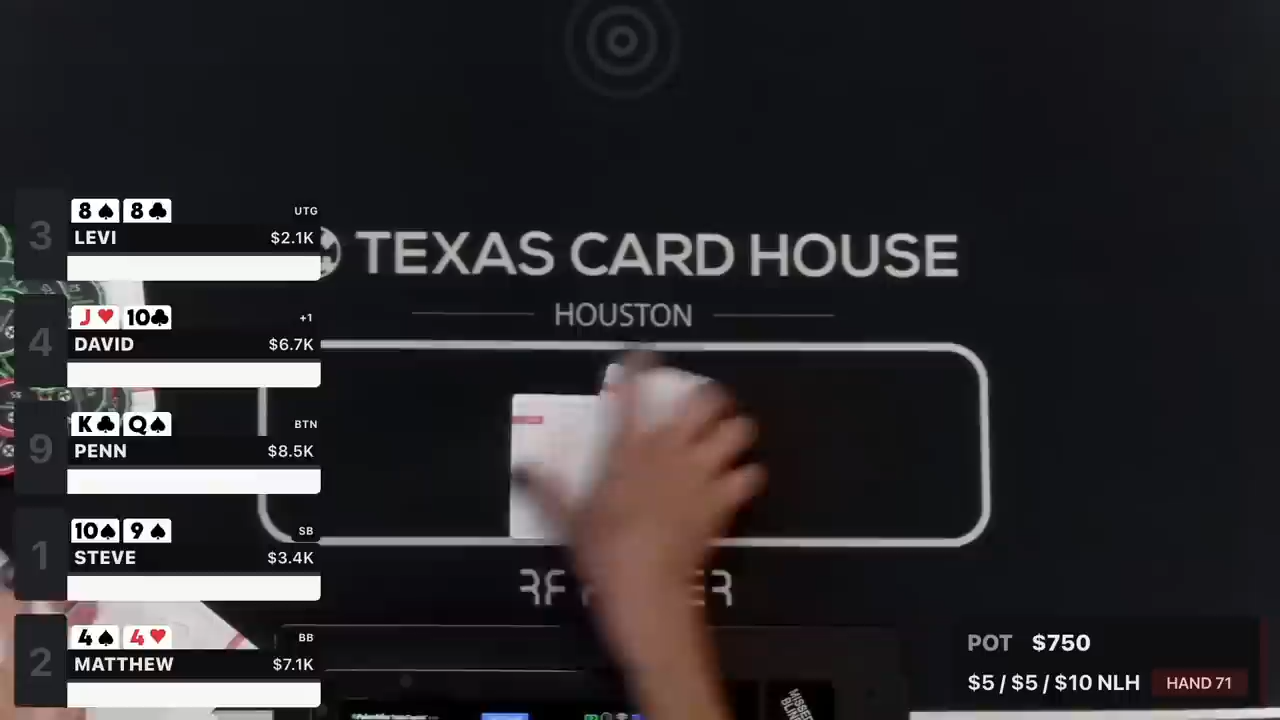 3
8♠ 8♣ UTG
LEVI $2.1K
4
J♥ 10♣ +1
DAVID $6.7K
9
K♣ Q♠ BTN
PENN $8.5K
1
10♠ 9♠ SB
STEVE $3.4K
2
4♠ 4♥ BB
MATTHEW $7.1K
TEXAS CARD HOUSE
HOUSTON
POT $750
$5 / $5 / $10 NLH HAND 71